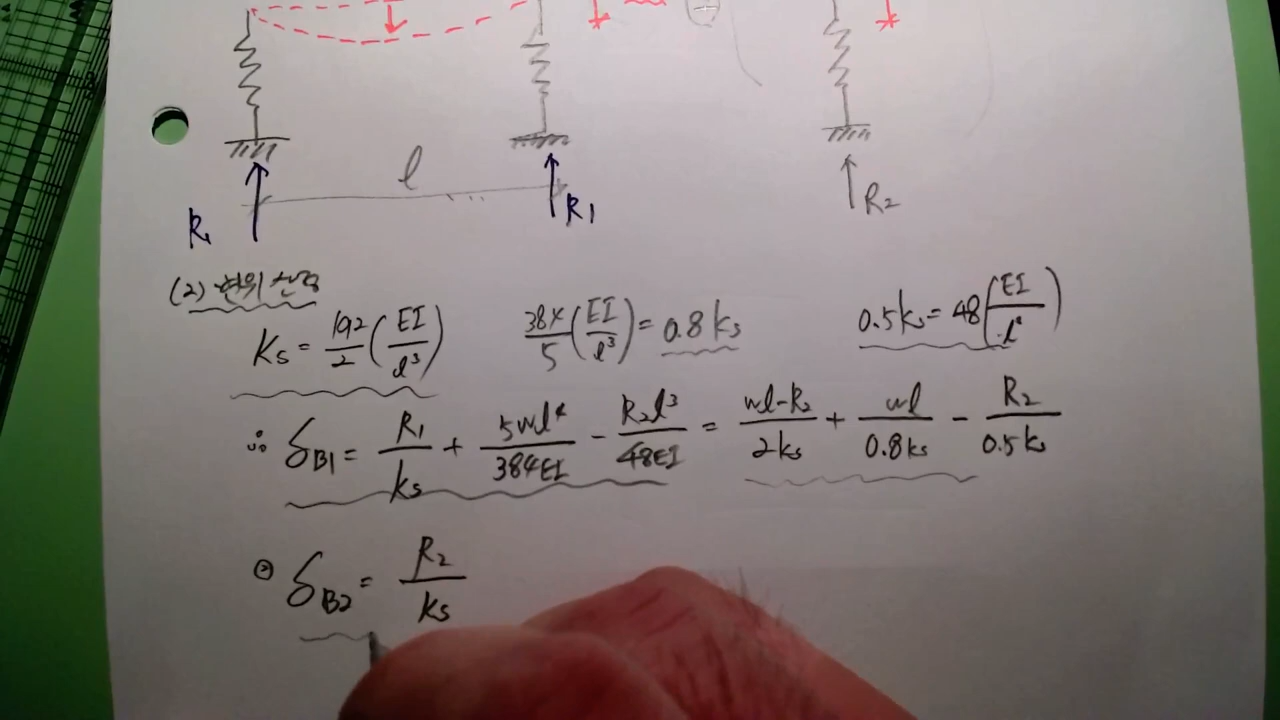 l
R₁ R1 R₂
(2) 변위 산정
Ks = 192/2 (EI/l³) 384/5 (EI/l³) = 0.8 ks 0.5ks = 48 (EI/l³)
∴ δB1 = R1/ks + 5wl⁴/384EI - R₂l³/48EI = wl-R₂/2ks + wl/0.8ks - R₂/0.5ks
⊙ δB2 = R₂/ks